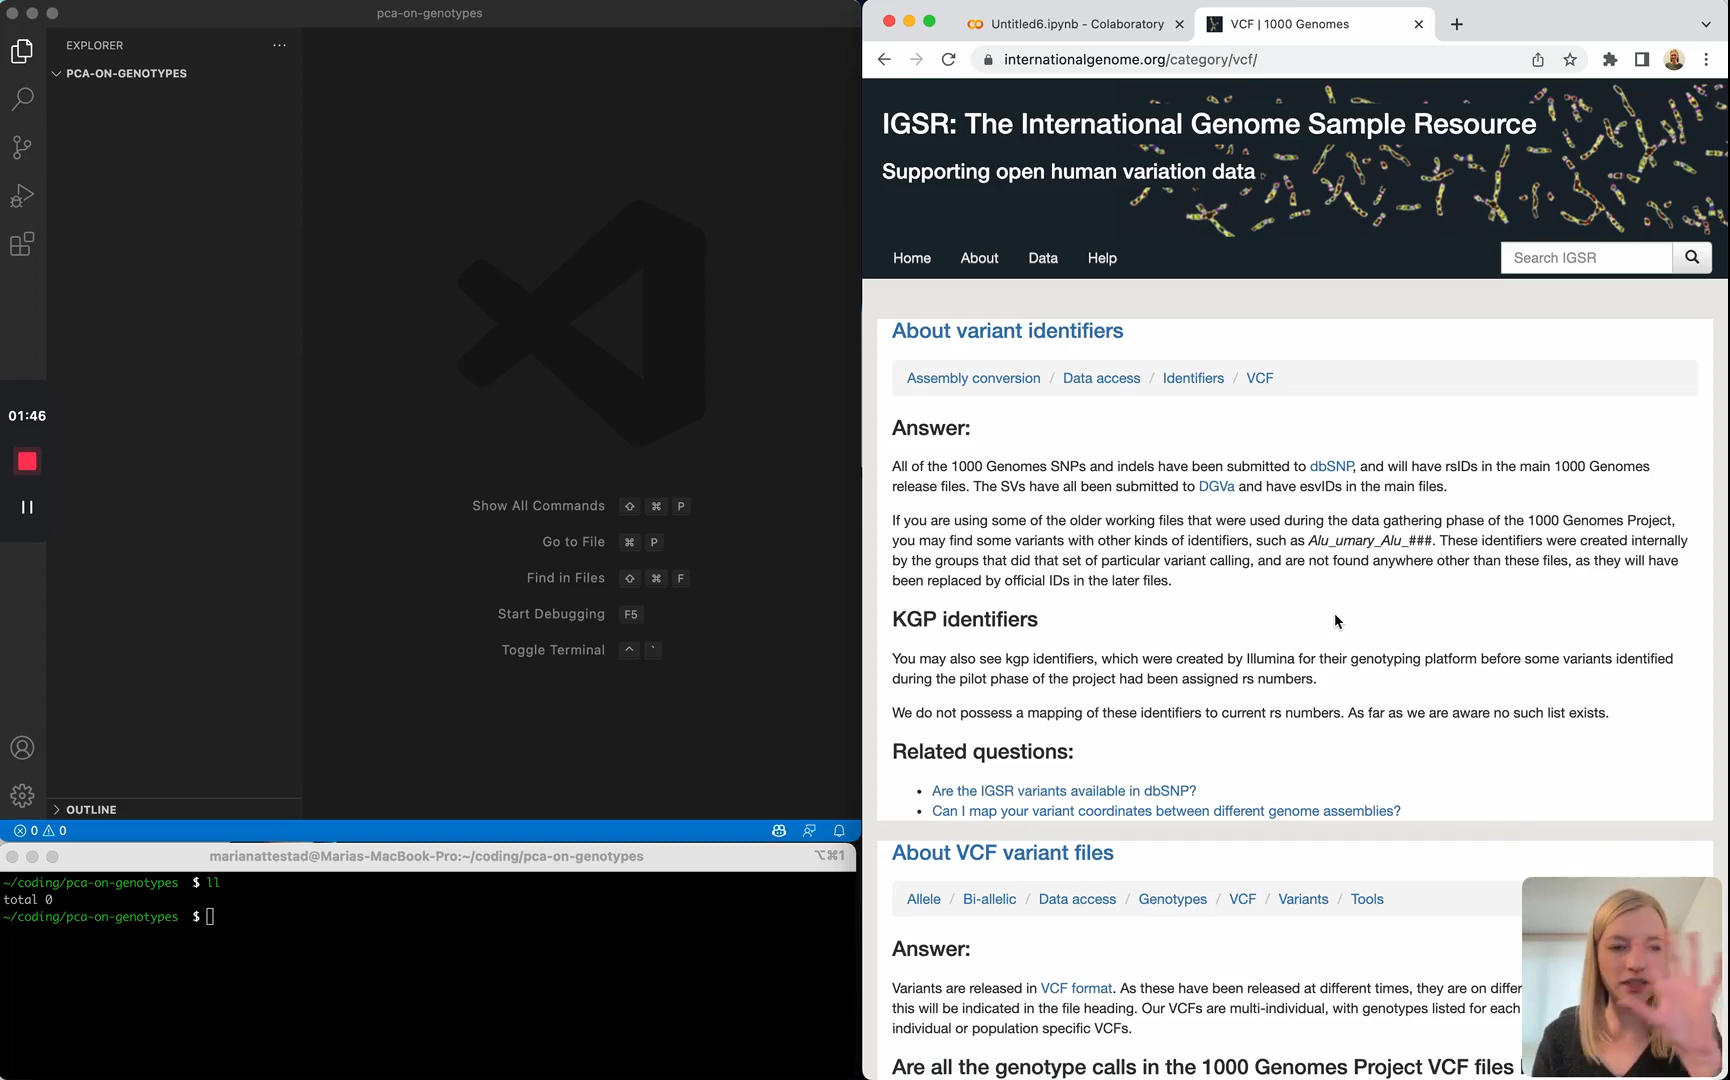 pca-on-genotypes
EXPLORER
PCA-ON-GENOTYPES
01:46
Show All Commands ⇧ ⌘ P
Go to File ⌘ P
Find in Files ⇧ ⌘ F
Start Debugging F5
Toggle Terminal ^ `
OUTLINE
0 0
marianattestad@Marias-MacBook-Pro:~/coding/pca-on-genotypes ⌥⌘1
~/coding/pca-on-genotypes $ ll
total 0
~/coding/pca-on-genotypes $
Untitled6.ipynb - Colaboratory
VCF | 1000 Genomes
internationalgenome.org/category/vcf/
IGSR: The International Genome Sample Resource
Supporting open human variation data
Home About Data Help
Search IGSR
About variant identifiers
Assembly conversion / Data access / Identifiers / VCF
Answer:
All of the 1000 Genomes SNPs and indels have been submitted to dbSNP, and will have rsIDs in the main 1000 Genomes
release files. The SVs have all been submitted to DGVa and have esvIDs in the main files.
If you are using some of the older working files that were used during the data gathering phase of the 1000 Genomes Project,
you may find some variants with other kinds of identifiers, such as Alu_umary_Alu_###. These identifiers were created internally
by the groups that did that set of particular variant calling, and are not found anywhere other than these files, as they will have
been replaced by official IDs in the later files.
KGP identifiers
You may also see kgp identifiers, which were created by Illumina for their genotyping platform before some variants identified
during the pilot phase of the project had been assigned rs numbers.
We do not possess a mapping of these identifiers to current rs numbers. As far as we are aware no such list exists.
Related questions:
• Are the IGSR variants available in dbSNP?
• Can I map your variant coordinates between different genome assemblies?
About VCF variant files
Allele / Bi-allelic / Data access / Genotypes / VCF / Variants / Tools
Answer:
Variants are released in VCF format. As these have been released at different times, they are on differ
this will be indicated in the file heading. Our VCFs are multi-individual, with genotypes listed for each
individual or population specific VCFs.
Are all the genotype calls in the 1000 Genomes Project VCF files